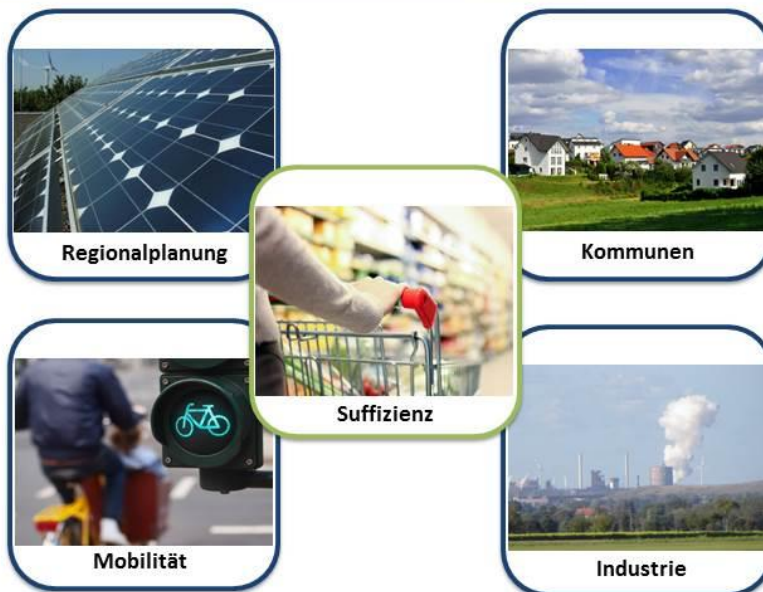 Regionalplanung
Kommunen
Suffizienz
Mobilität
Industrie